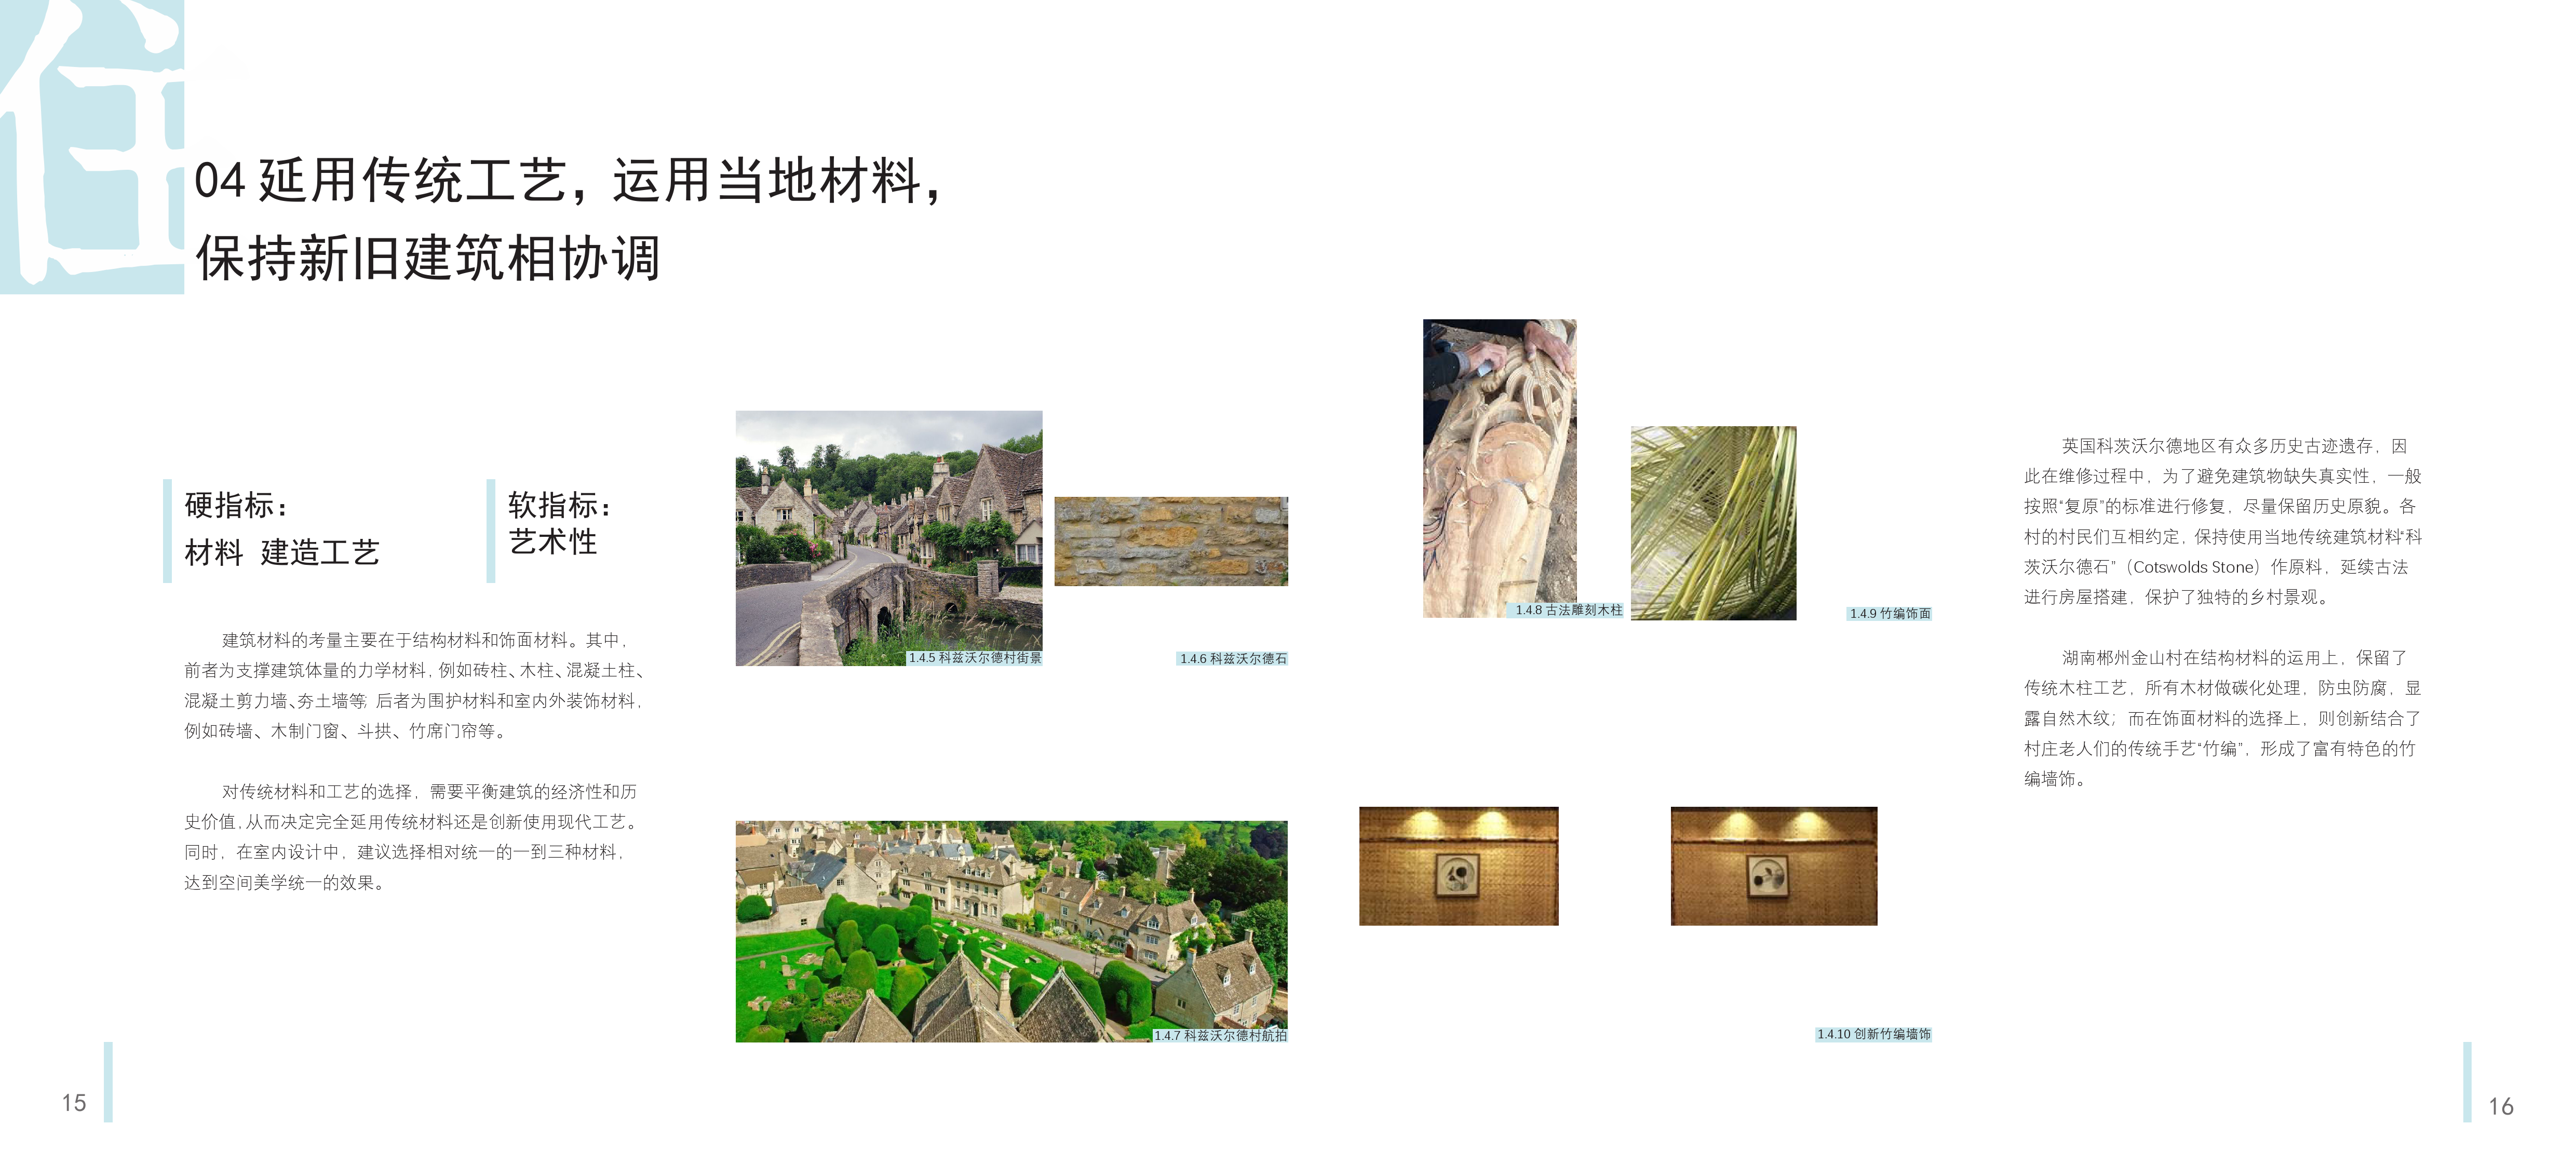 住
04 延用传统工艺，运用当地材料，
保持新旧建筑相协调
硬指标：
材料 建造工艺
软指标：
艺术性
建筑材料的考量主要在于结构材料和饰面材料。其中，
前者为支撑建筑体量的力学材料，例如砖柱、木柱、混凝土柱、
混凝土剪力墙、夯土墙等；后者为围护材料和室内外装饰材料，
例如砖墙、木制门窗、斗拱、竹席门帘等。
对传统材料和工艺的选择，需要平衡建筑的经济性和历
史价值，从而决定完全延用传统材料还是创新使用现代工艺。
同时，在室内设计中，建议选择相对统一的一到三种材料，
达到空间美学统一的效果。
1.4.5 科兹沃尔德村街景
1.4.6 科兹沃尔德石
1.4.7 科兹沃尔德村航拍
1.4.8 古法雕刻木柱
1.4.9 竹编饰面
1.4.10 创新竹编墙饰
英国科茨沃尔德地区有众多历史古迹遗存，因
此在维修过程中，为了避免建筑物缺失真实性，一般
按照“复原”的标准进行修复，尽量保留历史原貌。各
村的村民们互相约定，保持使用当地传统建筑材料“科
茨沃尔德石”（Cotswolds Stone）作原料，延续古法
进行房屋搭建，保护了独特的乡村景观。
湖南郴州金山村在结构材料的运用上，保留了
传统木柱工艺，所有木材做碳化处理，防虫防腐，显
露自然木纹；而在饰面材料的选择上，则创新结合了
村庄老人们的传统手艺“竹编”，形成了富有特色的竹
编墙饰。
15
16